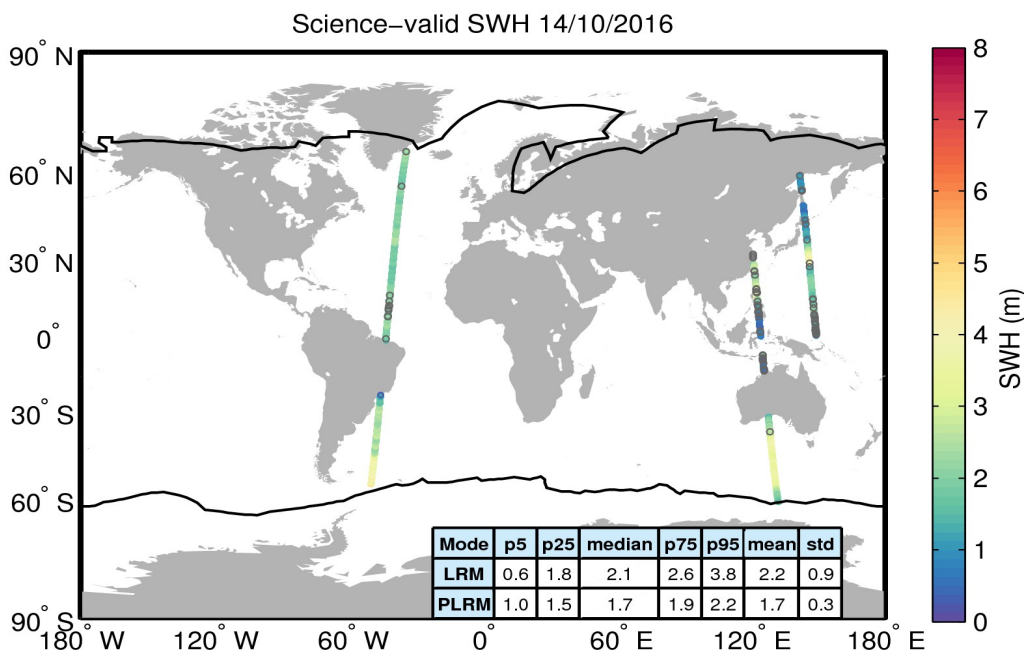 Science−valid SWH 14/10/2016
90° N
60° N
30° N
0°
30° S
60° S
90° S
180° W
120° W
60° W
0°
60° E
120° E
180° E
Mode p5 p25 median p75 p95 mean std
LRM 0.6 1.8 2.1 2.6 3.8 2.2 0.9
PLRM 1.0 1.5 1.7 1.9 2.2 1.7 0.3
8
7
6
5
4
3
2
1
0
SWH (m)